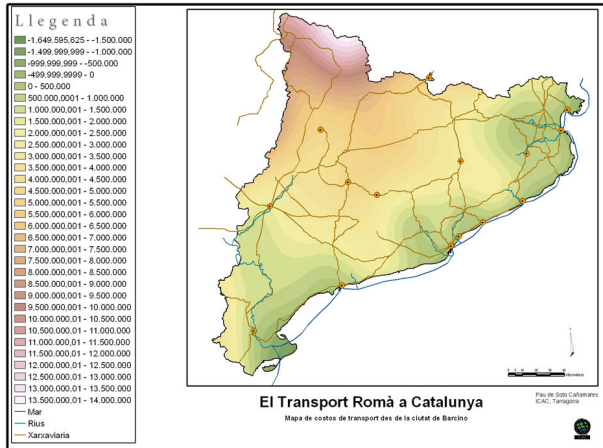 Llegenda
-1.649.595,625 - -1.500.000
-1.499.999,999 - -1.000.000
-999.999,999 - -500.000
-499.999,9999 - 0
0 - 500.000
500.000,0001 - 1.000.000
1.000.000,001 - 1.500.000
1.500.000,01 - 2.000.000
2.000.000,01 - 2.500.000
2.500.000,01 - 3.000.000
3.000.000,01 - 3.500.000
3.500.000,01 - 4.000.000
4.000.000,01 - 4.500.000
4.500.000,01 - 5.000.000
5.000.000,01 - 5.500.000
5.500.000,01 - 6.000.000
6.000.000,01 - 6.500.000
6.500.000,01 - 7.000.000
7.000.000,01 - 7.500.000
7.500.000,01 - 8.000.000
8.000.000,01 - 8.500.000
8.500.000,01 - 9.000.000
9.000.000,01 - 9.500.000
9.500.000,01 - 10.000.000
10.000.000,01 - 10.500.000
10.500.000,01 - 11.000.000
11.000.000,01 - 11.500.000
11.500.000,01 - 12.000.000
12.000.000,01 - 12.500.000
12.500.000,01 - 13.000.000
13.000.000,01 - 13.500.000
13.500.000,01 - 14.000.000
Mar
Rius
Xarxaviaria
El Transport Romà a Catalunya
Mapa de costos de transport des de la ciutat de Barcino
Pau de Soto Cañamares
ICAC, Tarragona